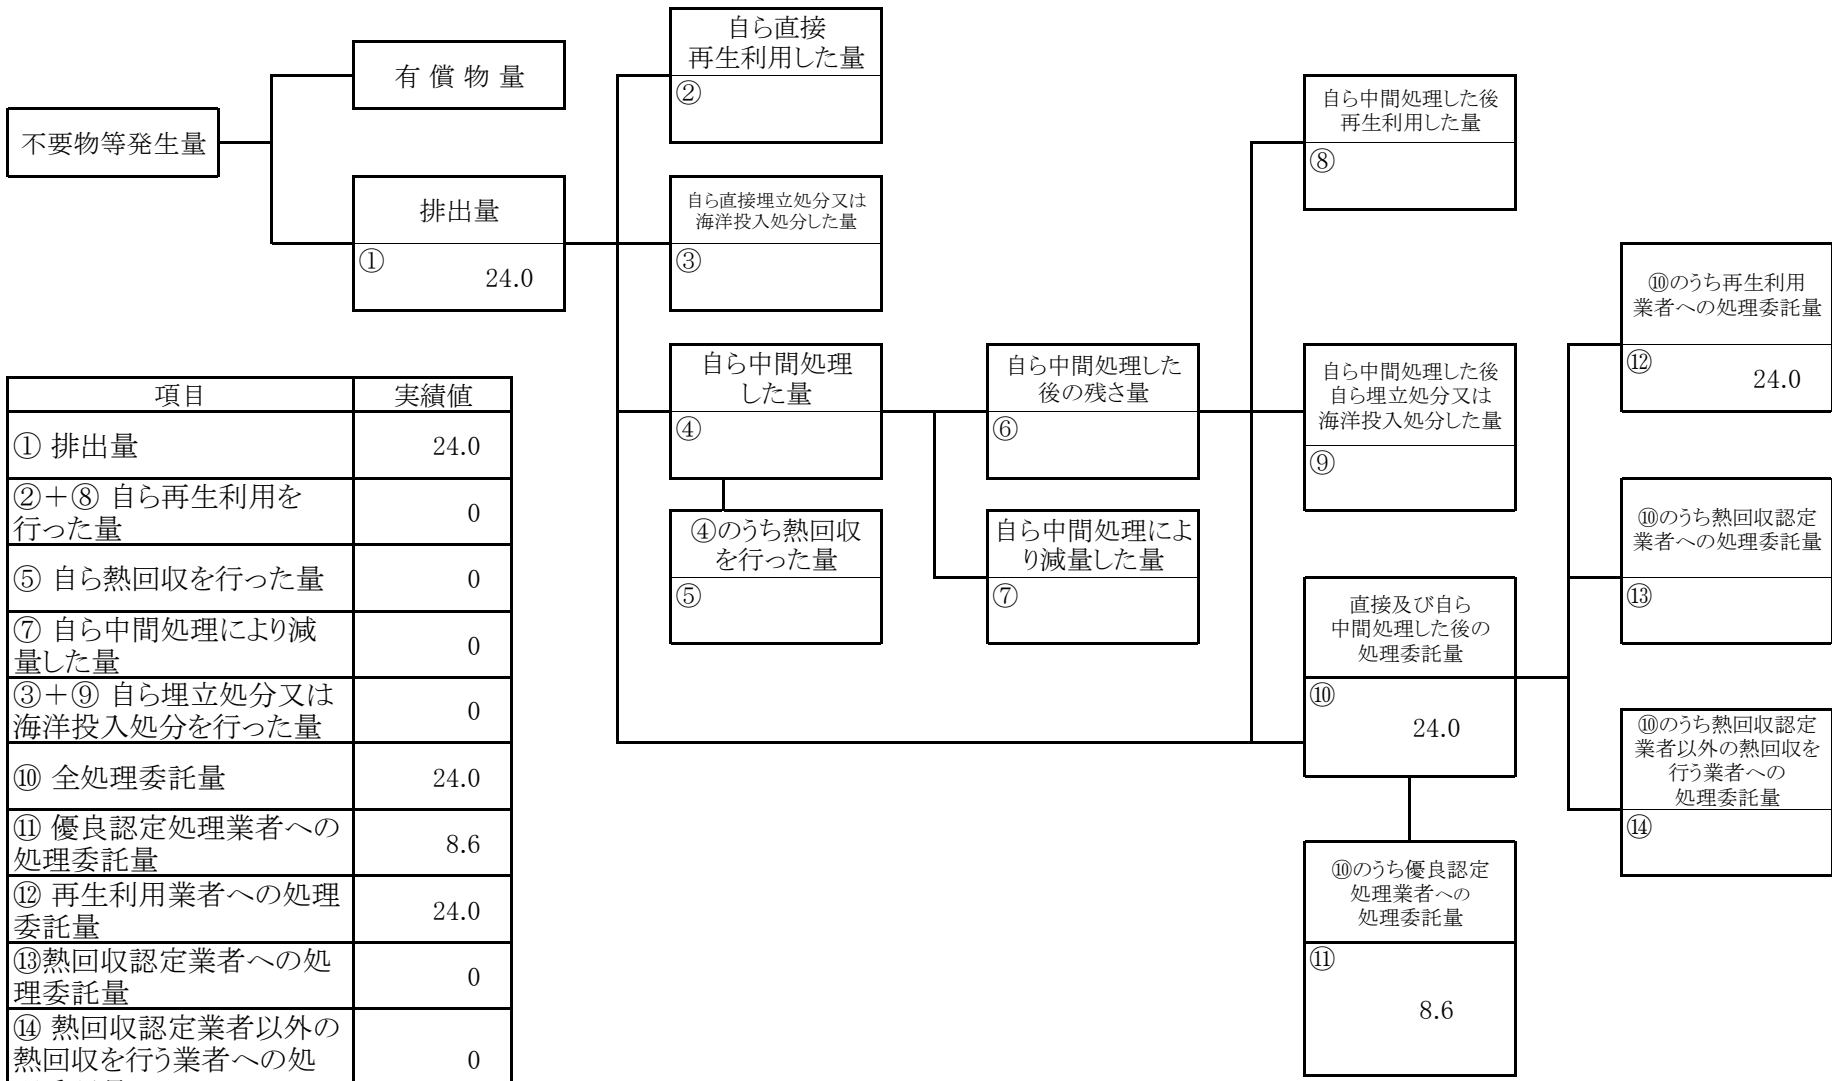 不要物等発生量
有 償 物 量
排出量
①
24.0
自ら直接
再生利用した量
②
自ら直接埋立処分又は
海洋投入処分した量
③
自ら中間処理
した量
④
④のうち熱回収
を行った量
⑤
自ら中間処理した
後の残さ量
⑥
自ら中間処理によ
り減量した量
⑦
自ら中間処理した後
再生利用した量
⑧
自ら中間処理した後
自ら埋立処分又は
海洋投入処分した量
⑨
直接及び自ら
中間処理した後の
処理委託量
⑩
24.0
⑩のうち優良認定
処理業者への
処理委託量
⑪
8.6
⑩のうち再生利用
業者への処理委託量
⑫
24.0
⑩のうち熱回収認定
業者への処理委託量
⑬
⑩のうち熱回収認定
業者以外の熱回収を
行う業者への
処理委託量
⑭
項目 実績値
① 排出量 24.0
②+⑧ 自ら再生利用を
行った量 0
⑤ 自ら熱回収を行った量 0
⑦ 自ら中間処理により減
量した量 0
③+⑨ 自ら埋立処分又は
海洋投入処分を行った量 0
⑩ 全処理委託量 24.0
⑪ 優良認定処理業者への
処理委託量 8.6
⑫ 再生利用業者への処理
委託量 24.0
⑬熱回収認定業者への処
理委託量 0
⑭ 熱回収認定業者以外の
熱回収を行う業者への処 0